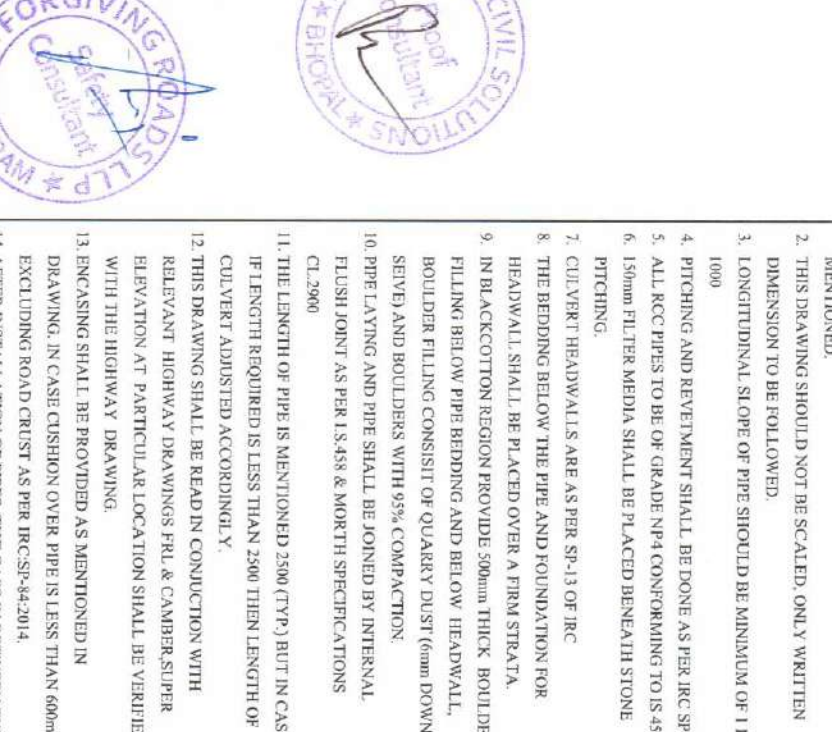 MENTIONED.
2. THIS DRAWING SHOULD NOT BE SCALED, ONLY WRITTEN
DIMENSION TO BE FOLLOWED.
3. LONGITUDINAL SLOPE OF PIPE SHOULD BE MINIMUM OF 1 I
1000
4. PITCHING AND REVETMENT SHALL BE DONE AS PER IRC SP
5. ALL RCC PIPES TO BE OF GRADE NP4 CONFORMING TO IS 45
6. 150mm FILTER MEDIA SHALL BE PLACED BENEATH STONE
PITCHING.
7. CULVERT HEADWALLS ARE AS PER SP-13 OF IRC
8. THE BEDDING BELOW THE PIPE AND FOUNDATION FOR
HEADWALL SHALL BE PLACED OVER A FIRM STRATA.
9. IN BLACKCOTTON REGION PROVIDE 500mm THICK BOULDE
FILLING BELOW PIPE BEDDING AND BELOW HEADWALL,
BOULDER FILLING CONSISIT OF QUARRY DUST (6mm DOWN
SEIVE) AND BOULDERS WITH 95% COMPACTION.
10. PIPE LAYING AND PIPE SHALL BE JOINED BY INTERNAL
FLUSH JOINT AS PER I.S.458 & MORTH SPECIFICATIONS
CL.2900
11. THE LENGTH OF PIPE IS MENTIONED 2500 (TYP.) BUT IN CAS
IF LENGTH REQUIRED IS LESS THAN 2500 THEN LENGTH OF
CULVERT ADJUSTED ACCORDINGLY.
12. THIS DRAWING SHALL BE READ IN CONJUCTION WITH
RELEVANT HIGHWAY DRAWINGS FRL & CAMBER,SUPER
ELEVATION AT PARTICULAR LOCATION SHALL BE VERIFIE
WITH THE HIGHWAY DRAWING.
13. ENCASING SHALL BE PROVIDED AS MENTIONED IN
DRAWING. IN CASE CUSHION OVER PIPE IS LESS THAN 600m
EXCLUDING ROAD CRUST AS PER IRC:SP-84:2014.
CIVIL SOLUTIONS * BHOPAL *
Proof
Consultant
FORGIVING ROADS LLP *
Safety
Consultant